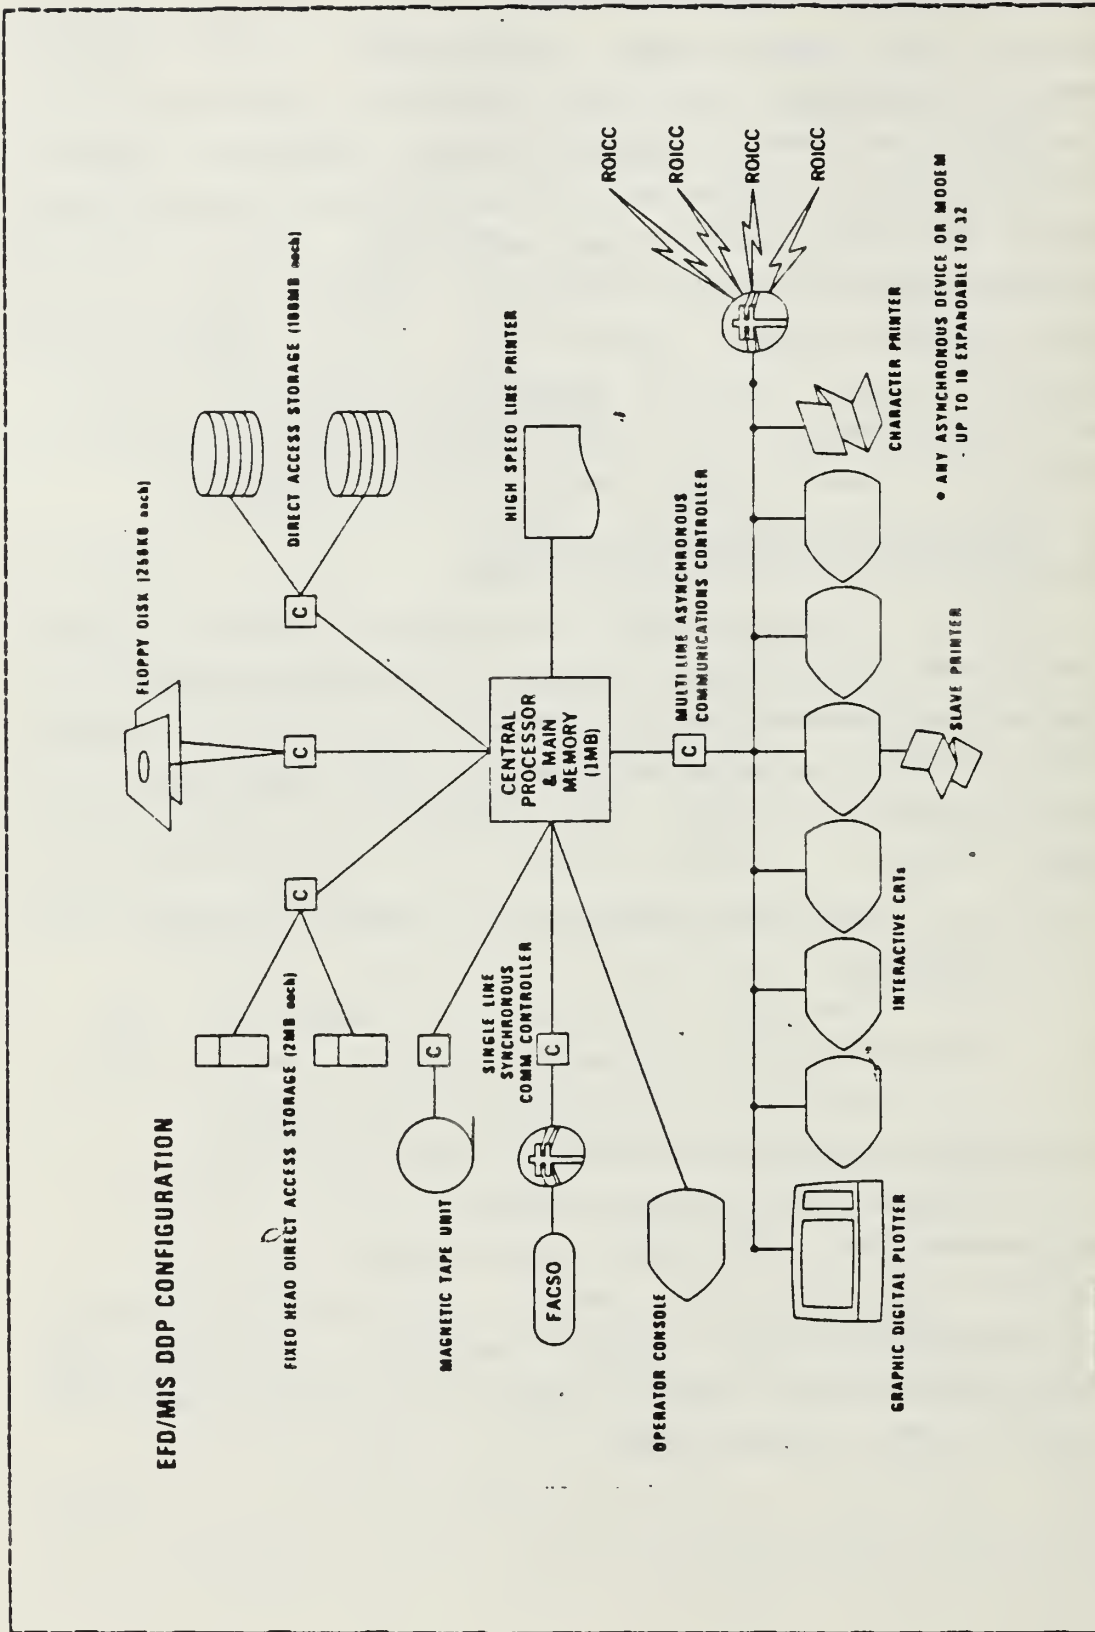 EFD/MIS DDP CONFIGURATION
FLOPPY DISK (256KB each)
FIXED HEAD DIRECT ACCESS STORAGE (2MB each)
DIRECT ACCESS STORAGE (100MB each)
C
C
C
MAGNETIC TAPE UNIT
C
SINGLE LINE
SYNCHRONOUS
COMM CONTROLLER
C
FACSO
CENTRAL
PROCESSOR
& MAIN
MEMORY
(1MB)
HIGH SPEED LINE PRINTER
OPERATOR CONSOLE
C
MULTI LINE ASYNCHRONOUS
COMMUNICATIONS CONTROLLER
ROICC
ROICC
ROICC
ROICC
GRAPHIC DIGITAL PLOTTER
INTERACTIVE CRTs
SLAVE PRINTER
CHARACTER PRINTER
• ANY ASYNCHRONOUS DEVICE OR MODEM
- UP TO 16 EXPANDABLE TO 32